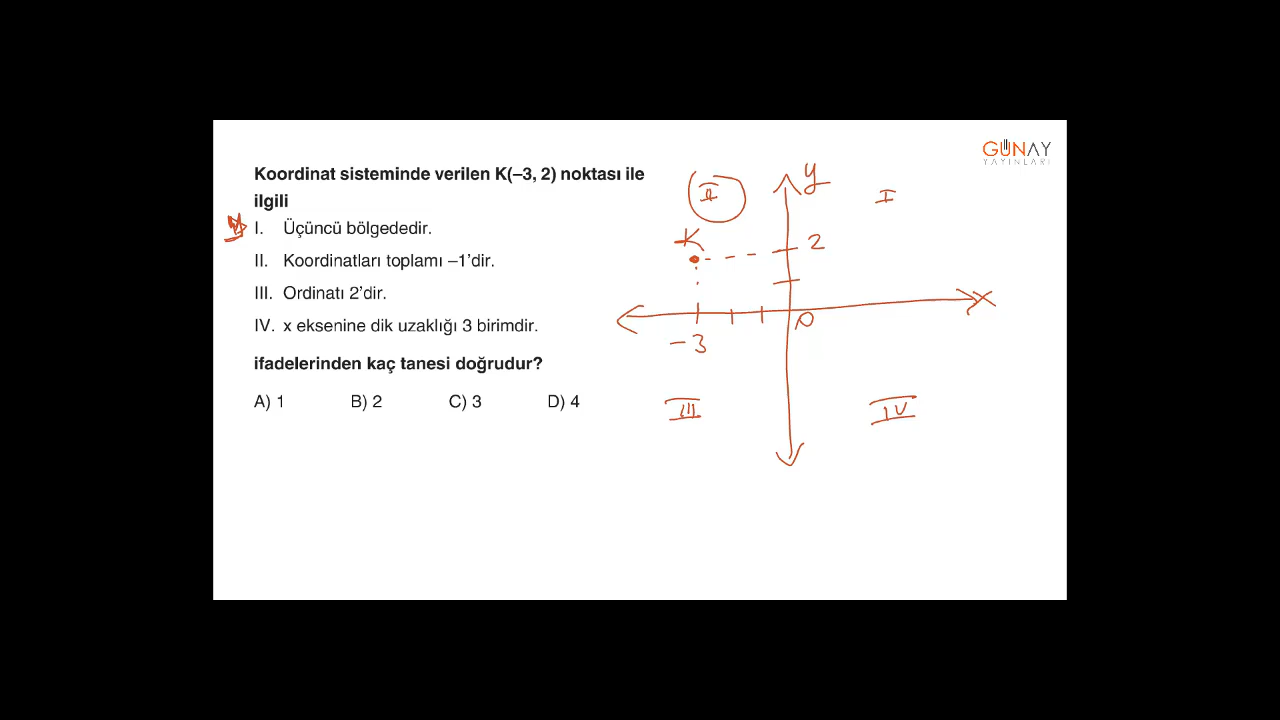 GÜNAY
YAYINLARI
Koordinat sisteminde verilen K(–3, 2) noktası ile
ilgili
I. Üçüncü bölgededir.
II. Koordinatları toplamı –1'dir.
III. Ordinatı 2'dir.
IV. x eksenine dik uzaklığı 3 birimdir.
ifadelerinden kaç tanesi doğrudur?
A) 1 B) 2 C) 3 D) 4
y
I
K
2
x
0
-3
III
IV